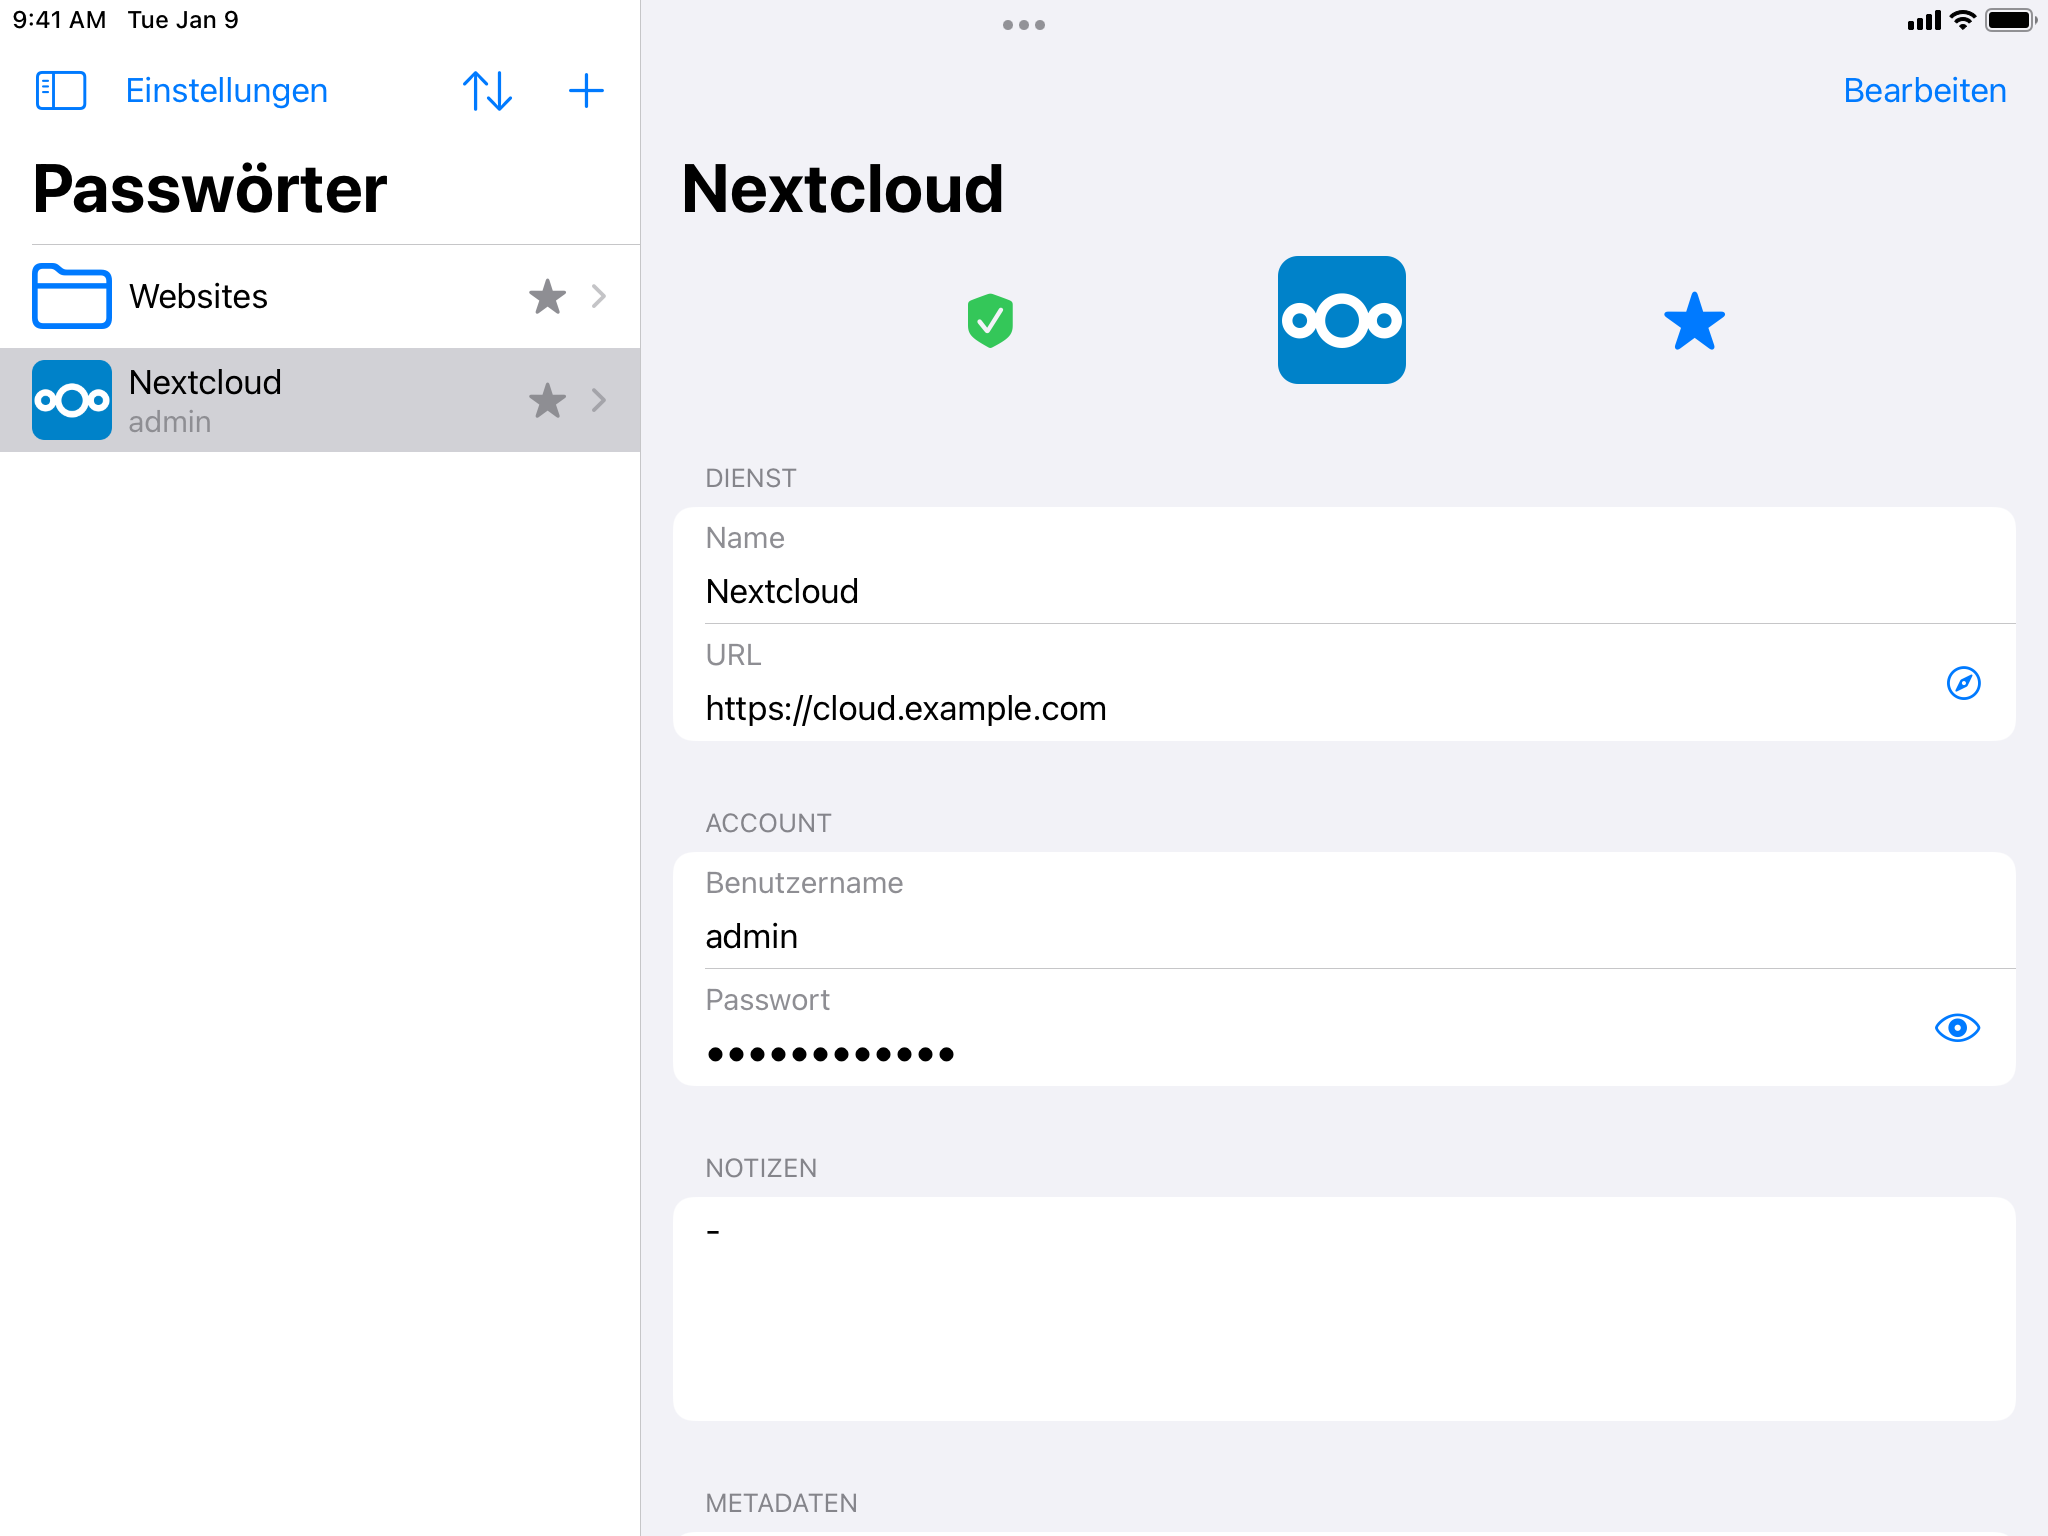 9:41 AM Tue Jan 9
Einstellungen
Passwörter
Websites
Nextcloud
admin
Bearbeiten
Nextcloud
DIENST
Name
Nextcloud
URL
https://cloud.example.com
ACCOUNT
Benutzername
admin
Passwort
••••••••••••
NOTIZEN
-
METADATEN